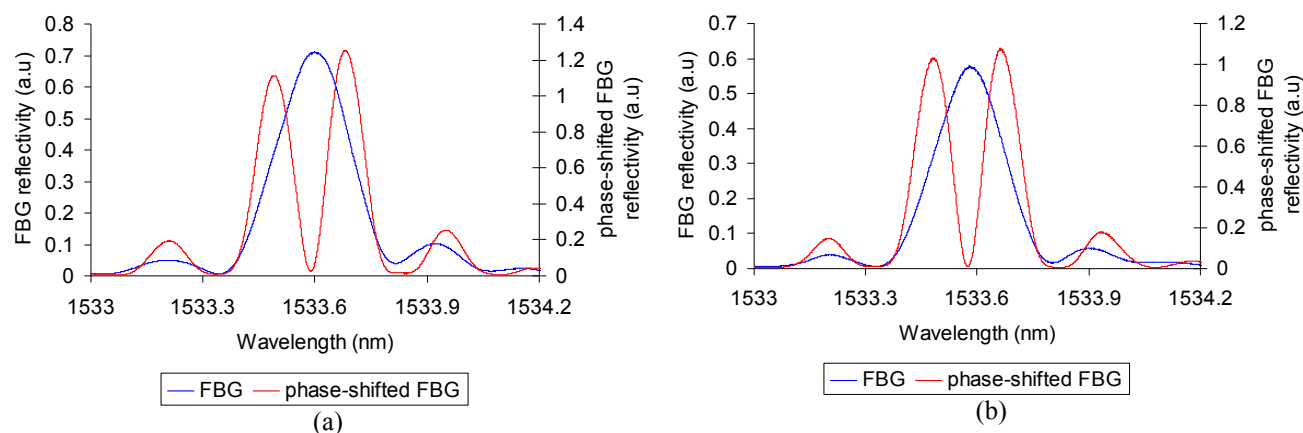 FBG reflectivity (a.u)
0.8
0.7
0.6
0.5
0.4
0.3
0.2
0.1
0
1.4
1.2
1
0.8
0.6
0.4
0.2
0
phase-shifted FBG
reflectivity (a.u)
1533 1533.3 1533.6 1533.9 1534.2
Wavelength (nm)
FBG phase-shifted FBG
(a)
FBG reflectivity (a.u)
0.7
0.6
0.5
0.4
0.3
0.2
0.1
0
1.2
1
0.8
0.6
0.4
0.2
0
phase-shifted FBG
reflectivity (a.u)
1533 1533.3 1533.6 1533.9 1534.2
Wavelength (nm)
FBG phase-shifted FBG
(b)